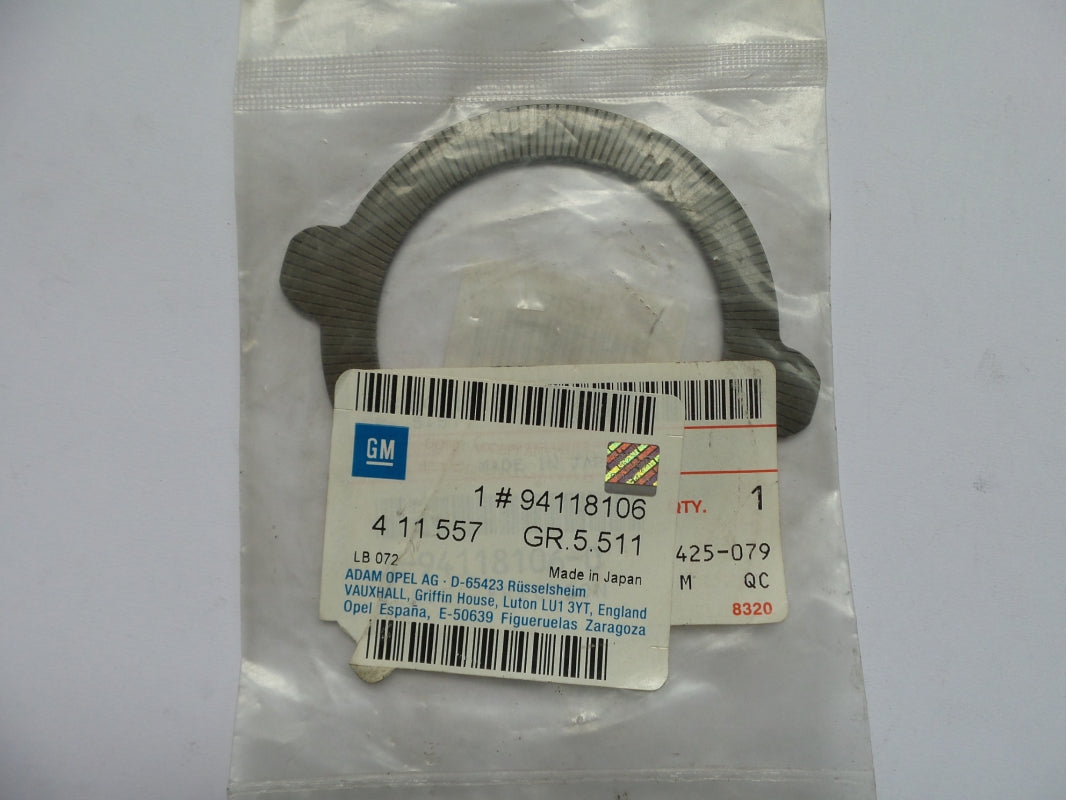 GM
1 # 94118106
4 11 557 GR.5.511
LB 072 Made in Japan
ADAM OPEL AG · D-65423 Rüsselsheim
VAUXHALL, Griffin House, Luton LU1 3YT, England
Opel España, E-50639 Figueruelas Zaragoza
QTY. 1
425-079
M QC
8320